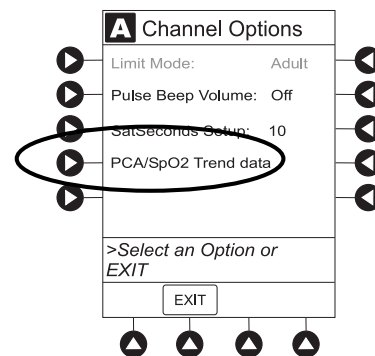 A Channel Options
Limit Mode: Adult
Pulse Beep Volume: Off
SatSeconds Setup: 10
PCA/SpO2 Trend data
>Select an Option or
EXIT
EXIT